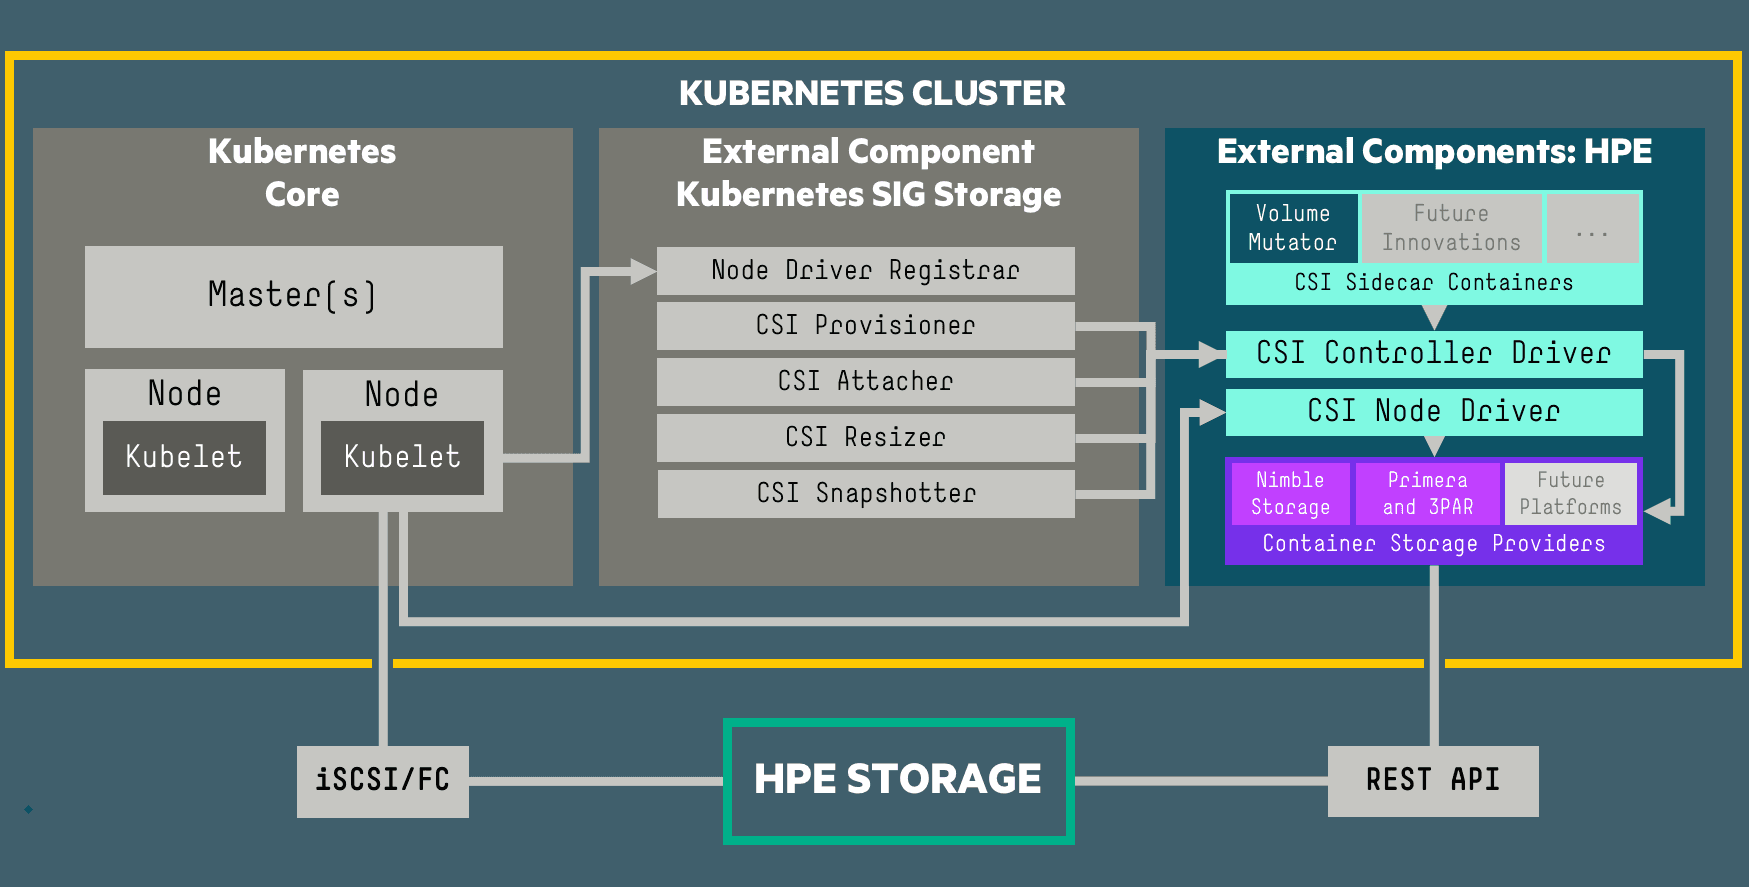 KUBERNETES CLUSTER
Kubernetes
Core
Master(s)
Node
Kubelet
Node
Kubelet
External Component
Kubernetes SIG Storage
Node Driver Registrar
CSI Provisioner
CSI Attacher
CSI Resizer
CSI Snapshotter
External Components: HPE
Volume
Mutator
Future
Innovations
...
CSI Sidecar Containers
CSI Controller Driver
CSI Node Driver
Nimble
Storage
Primera
and 3PAR
Future
Platforms
Container Storage Providers
iSCSI/FC
HPE STORAGE
REST API